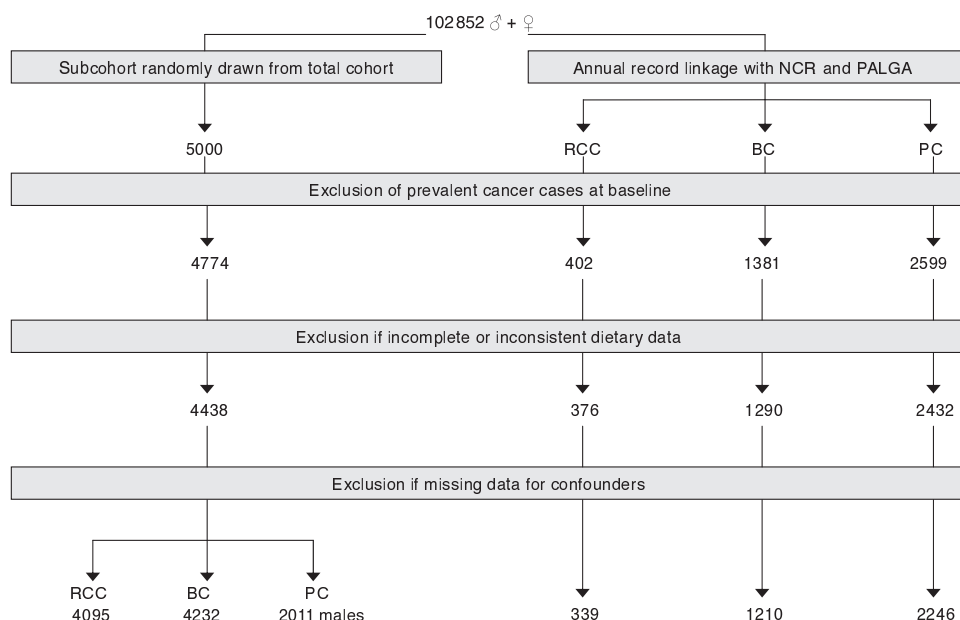 102 852 ♂ + ♀
Subcohort randomly drawn from total cohort
Annual record linkage with NCR and PALGA
5000
RCC
BC
PC
Exclusion of prevalent cancer cases at baseline
4774
402
1381
2599
Exclusion if incomplete or inconsistent dietary data
4438
376
1290
2432
Exclusion if missing data for confounders
RCC
BC
PC
4095
4232
2011 males
339
1210
2246